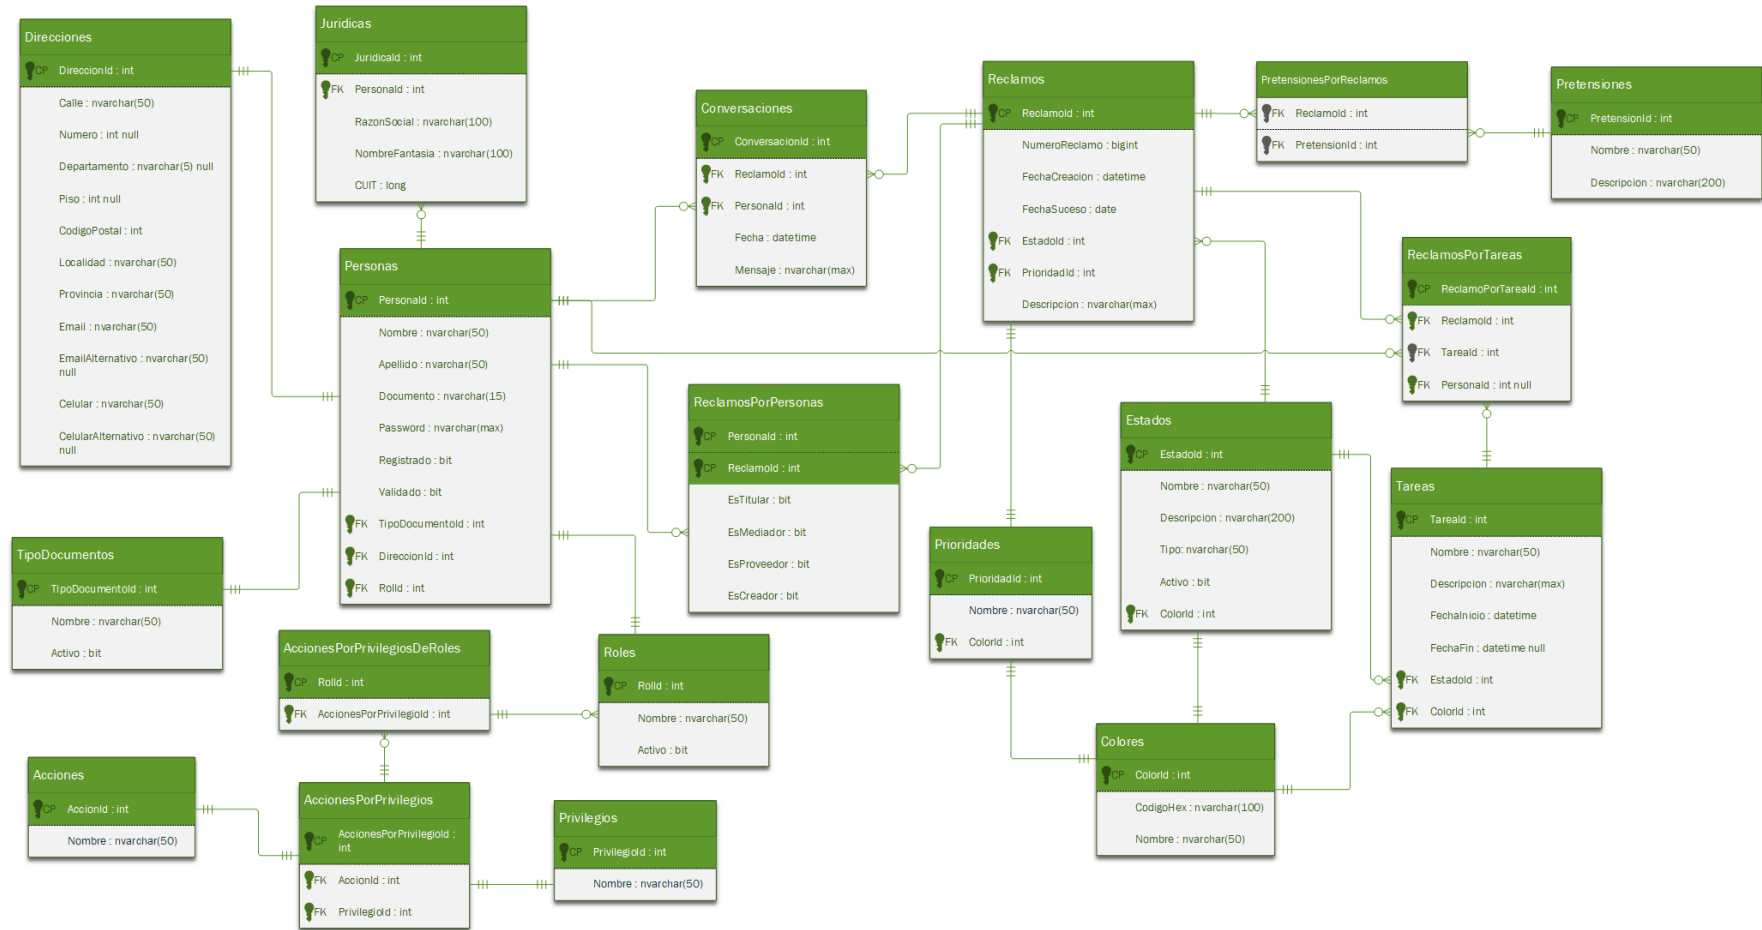 Direcciones
CP DireccionId : int
Calle : nvarchar(50)
Numero : int null
Departamento : nvarchar(5) null
Piso : int null
CodigoPostal : int
Localidad : nvarchar(50)
Provincia : nvarchar(50)
Email : nvarchar(50)
EmailAlternativo : nvarchar(50)
null
Celular : nvarchar(50)
CelularAlternativo : nvarchar(50)
null
Juridicas
CP JuridicaId : int
FK PersonaId : int
RazonSocial : nvarchar(100)
NombreFantasia : nvarchar(100)
CUIT : long
Personas
CP PersonaId : int
Nombre : nvarchar(50)
Apellido : nvarchar(50)
Documento : nvarchar(15)
Password : nvarchar(max)
Registrado : bit
Validado : bit
FK TipoDocumentoId : int
FK DireccionId : int
FK RolId : int
Conversaciones
CP ConversacionId : int
FK ReclamoId : int
FK PersonaId : int
Fecha : datetime
Mensaje : nvarchar(max)
Reclamos
CP ReclamoId : int
NumeroReclamo : bigint
FechaCreacion : datetime
FechaSuceso : date
FK EstadoId : int
FK PrioridadId : int
Descripcion : nvarchar(max)
PretensionesPorReclamos
FK ReclamoId : int
FK PretensionId : int
Pretensiones
CP PretensionId : int
Nombre : nvarchar(50)
Descripcion : nvarchar(200)
ReclamosPorTareas
CP ReclamoPorTareaId : int
FK ReclamoId : int
FK TareaId : int
FK PersonaId : int null
ReclamosPorPersonas
CP PersonaId : int
CP ReclamoId : int
EsTitular : bit
EsMediador : bit
EsProveedor : bit
EsCreador : bit
Estados
CP EstadoId : int
Nombre : nvarchar(50)
Descripcion : nvarchar(200)
Tipo: nvarchar(50)
Activo : bit
FK ColorId : int
Tareas
CP TareaId : int
Nombre : nvarchar(50)
Descripcion : nvarchar(max)
FechaInicio : datetime
FechaFin : datetime null
FK EstadoId : int
FK ColorId : int
TipoDocumentos
CP TipoDocumentoId : int
Nombre : nvarchar(50)
Activo : bit
Prioridades
CP PrioridadId : int
Nombre : nvarchar(50)
FK ColorId : int
AccionesPorPrivilegiosDeRoles
CP RolId : int
FK AccionesPorPrivilegioId : int
Roles
CP RolId : int
Nombre : nvarchar(50)
Activo : bit
Colores
CP ColorId : int
CodigoHex : nvarchar(100)
Nombre : nvarchar(50)
Acciones
CP AccionId : int
Nombre : nvarchar(50)
AccionesPorPrivilegios
CP AccionesPorPrivilegioId :
int
FK AccionId : int
FK PrivilegioId : int
Privilegios
CP PrivilegioId : int
Nombre : nvarchar(50)